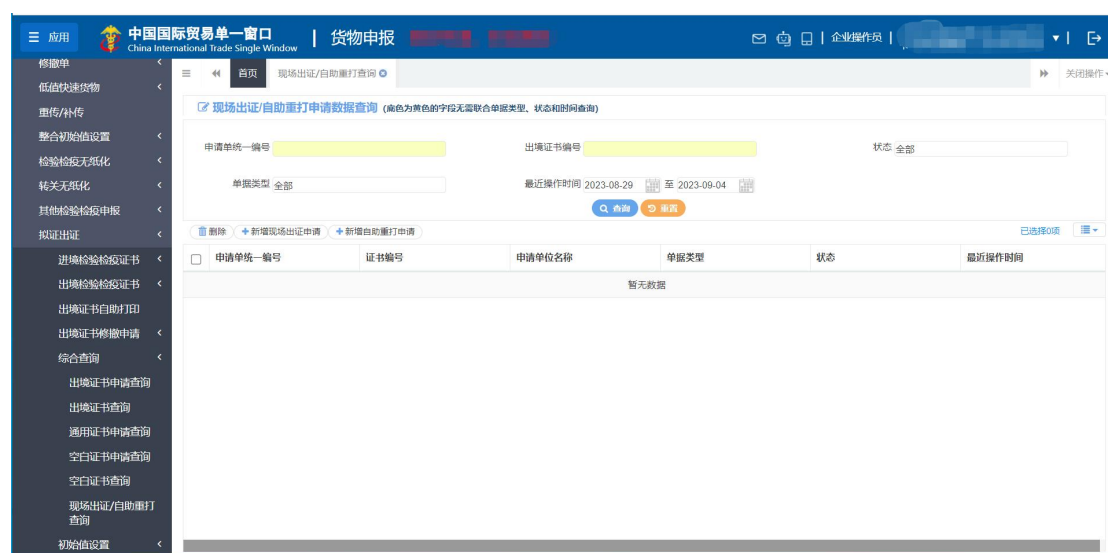 应用
中国国际贸易单一窗口
China International Trade Single Window
货物申报
企业操作员
修撤单
低值快速货物
重传/补传
整合初始值设置
检验检疫无纸化
转关无纸化
其他检验检疫申报
拟证出证
进境检验检疫证书
出境检验检疫证书
出境证书自助打印
出境证书修撤申请
综合查询
出境证书申请查询
出境证书查询
通用证书申请查询
空白证书申请查询
空白证书查询
现场出证/自助重打
查询
初始值设置
首页
现场出证/自助重打查询
关闭操作
现场出证/自助重打申请数据查询 (底色为黄色的字段无需联合单据类型、状态和时间查询)
申请单统一编号
出境证书编号
状态 全部
单据类型 全部
最近操作时间 2023-08-29 至 2023-09-04
查询
重置
删除
+新增现场出证申请
+新增自助重打申请
已选择0项
申请单统一编号 证书编号 申请单位名称 单据类型 状态 最近操作时间
暂无数据